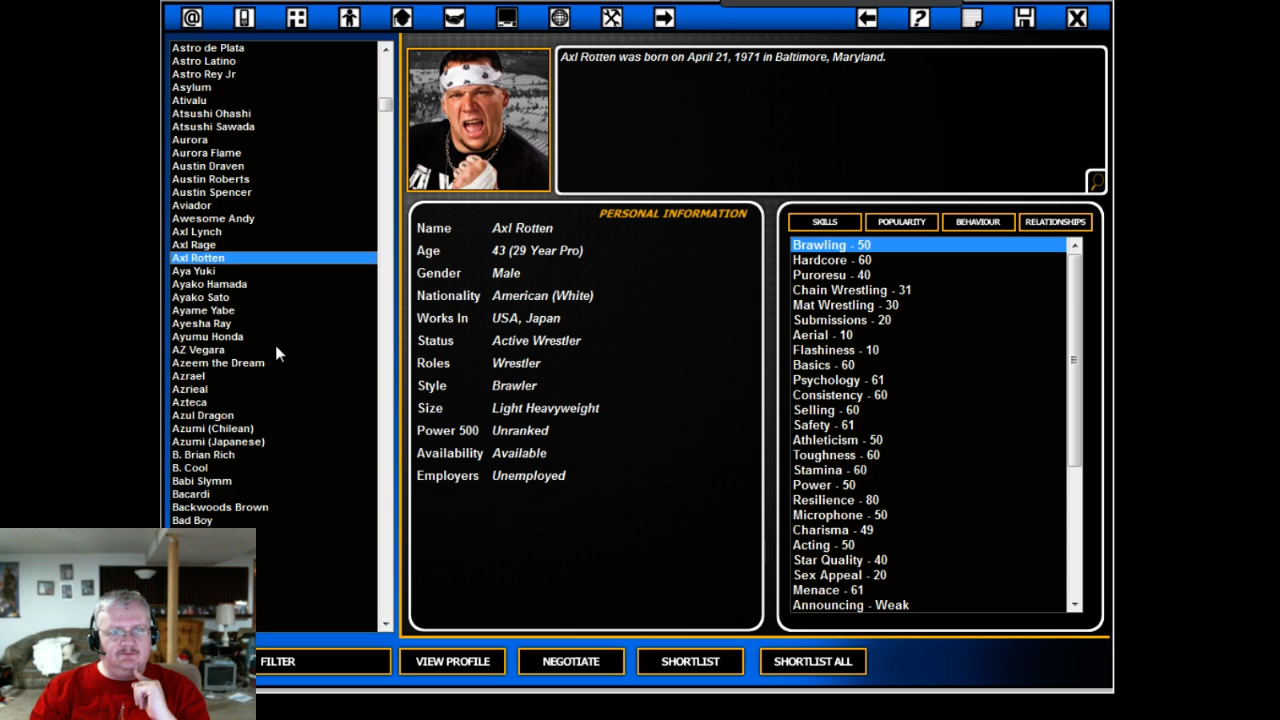 Astro de Plata
Astro Latino
Astro Rey Jr
Asylum
Ativalu
Atsushi Ohashi
Atsushi Sawada
Aurora
Aurora Flame
Austin Draven
Austin Roberts
Austin Spencer
Aviador
Awesome Andy
Axl Lynch
Axl Rage
Axl Rotten
Aya Yuki
Ayako Hamada
Ayako Sato
Ayame Yabe
Ayesha Ray
Ayumu Honda
AZ Vegara
Azeem the Dream
Azrael
Azrieal
Azteca
Azul Dragon
Azumi (Chilean)
Azumi (Japanese)
B. Brian Rich
B. Cool
Babi Slymm
Bacardi
Backwoods Brown
Bad Boy
Axl Rotten was born on April 21, 1971 in Baltimore, Maryland.
PERSONAL INFORMATION
Name Axl Rotten
Age 43 (29 Year Pro)
Gender Male
Nationality American (White)
Works In USA, Japan
Status Active Wrestler
Roles Wrestler
Style Brawler
Size Light Heavyweight
Power 500 Unranked
Availability Available
Employers Unemployed
SKILLS POPULARITY BEHAVIOUR RELATIONSHIPS
Brawling - 50
Hardcore - 60
Puroresu - 40
Chain Wrestling - 31
Mat Wrestling - 30
Submissions - 20
Aerial - 10
Flashiness - 10
Basics - 60
Psychology - 61
Consistency - 60
Selling - 60
Safety - 61
Athleticism - 50
Toughness - 60
Stamina - 60
Power - 50
Resilience - 80
Microphone - 50
Charisma - 49
Acting - 50
Star Quality - 40
Sex Appeal - 20
Menace - 61
Announcing - Weak
FILTER VIEW PROFILE NEGOTIATE SHORTLIST SHORTLIST ALL